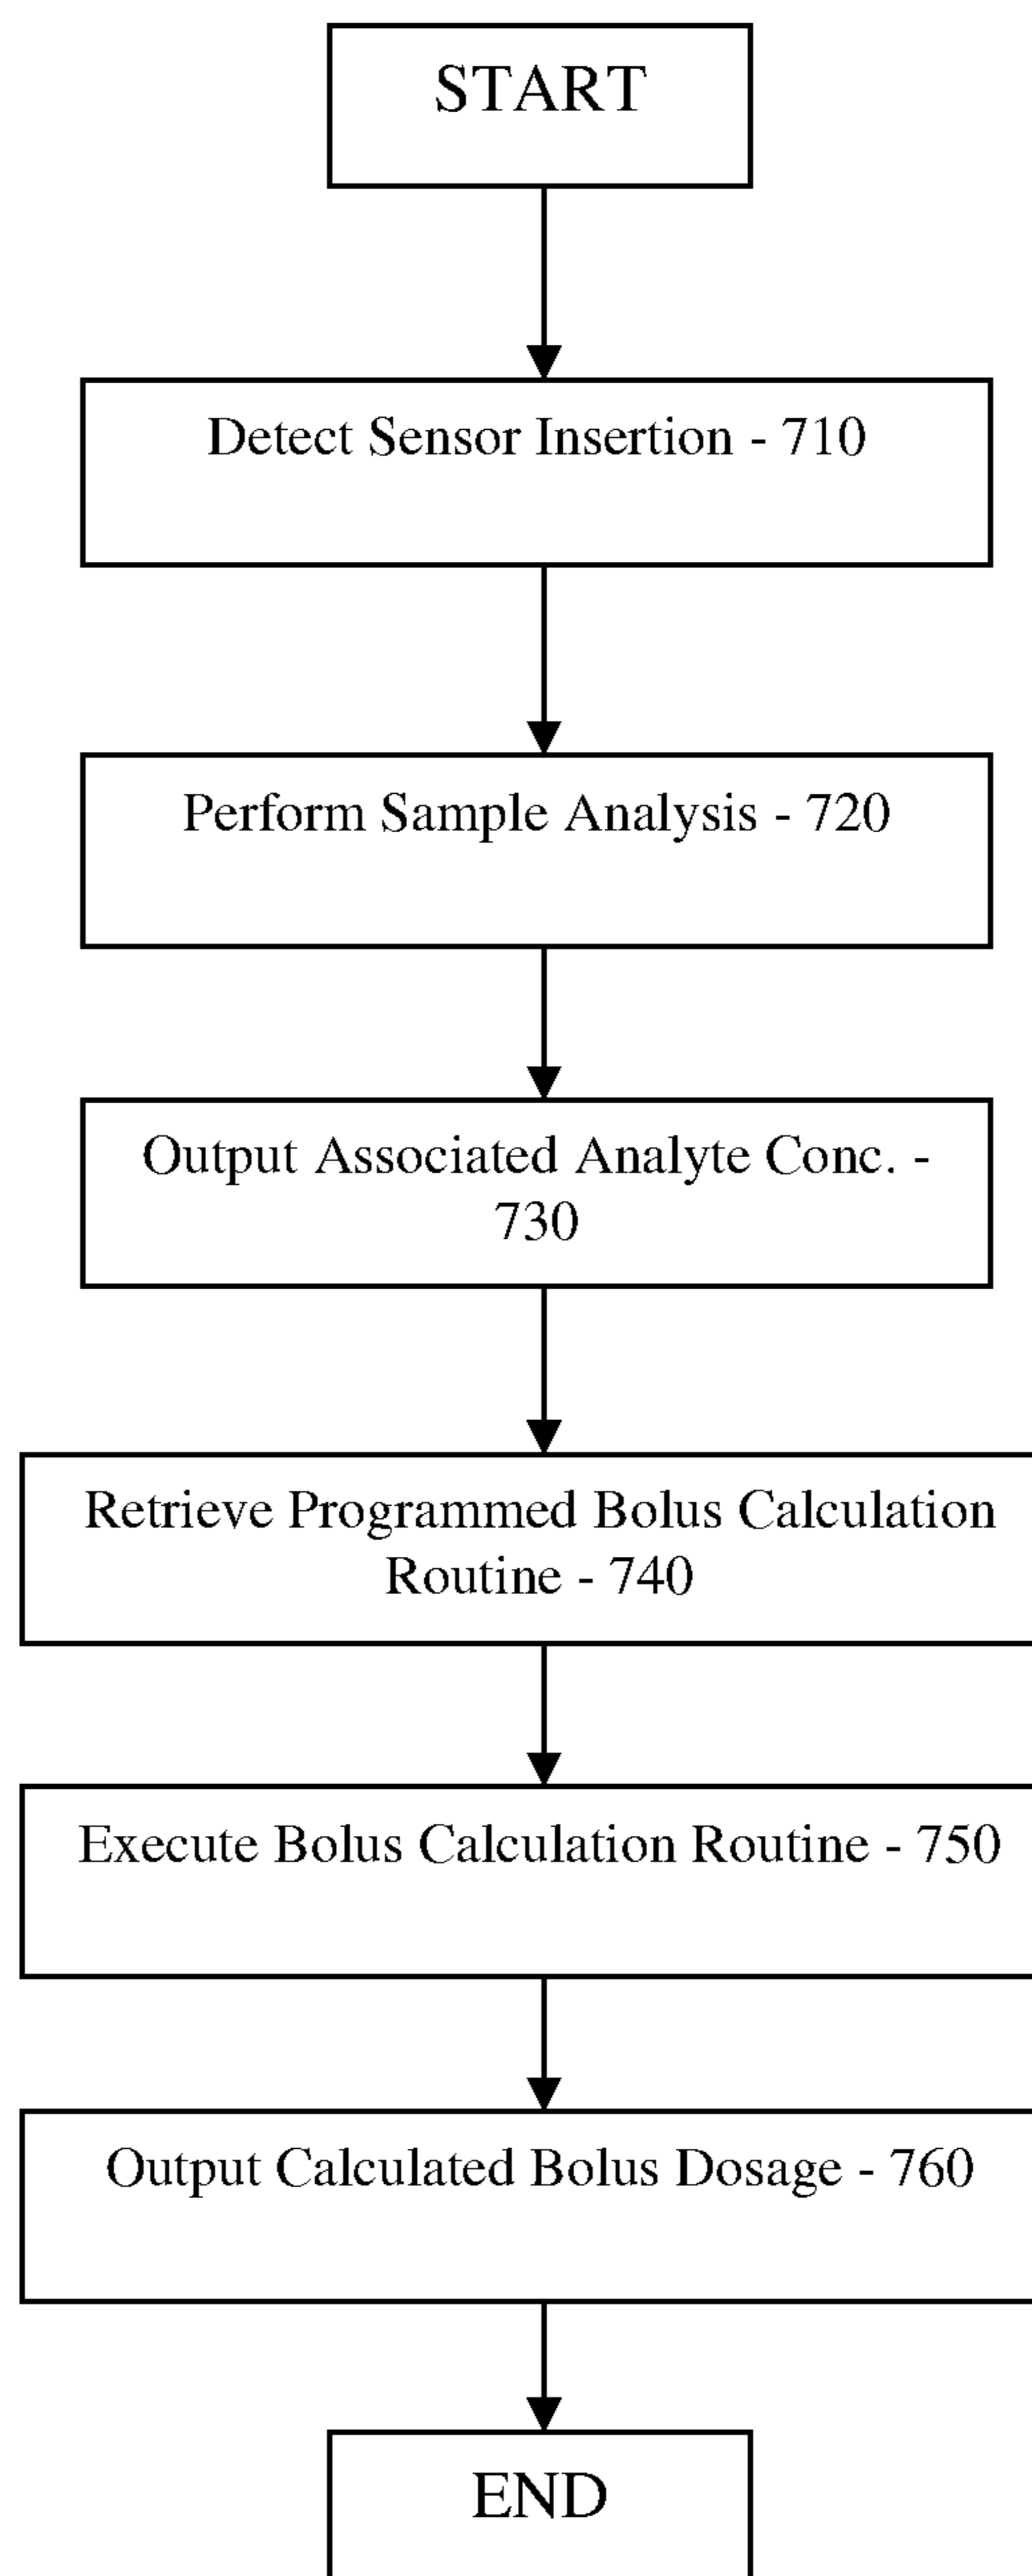 START
Detect Sensor Insertion - 710
Perform Sample Analysis - 720
Output Associated Analyte Conc. -
730
Retrieve Programmed Bolus Calculation
Routine - 740
Execute Bolus Calculation Routine - 750
Output Calculated Bolus Dosage - 760
END